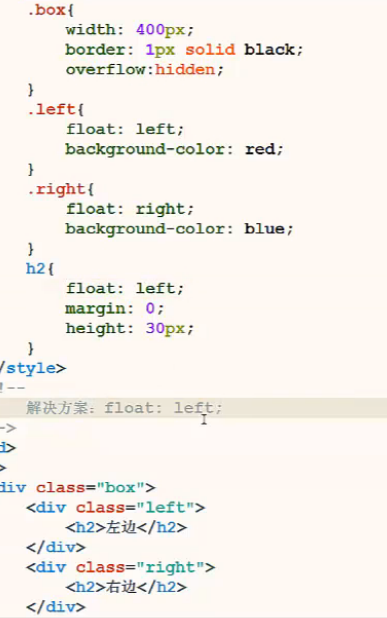 .box{
width: 400px;
border: 1px solid black;
overflow:hidden;
}
.left{
float: left;
background-color: red;
}
.right{
float: right;
background-color: blue;
}
h2{
float: left;
margin: 0;
height: 30px;
}
/style>
!--
解决方案：float: left;
->
d>
>
div class="box">
<div class="left">
<h2>左边</h2>
</div>
<div class="right">
<h2>右边</h2>
</div>